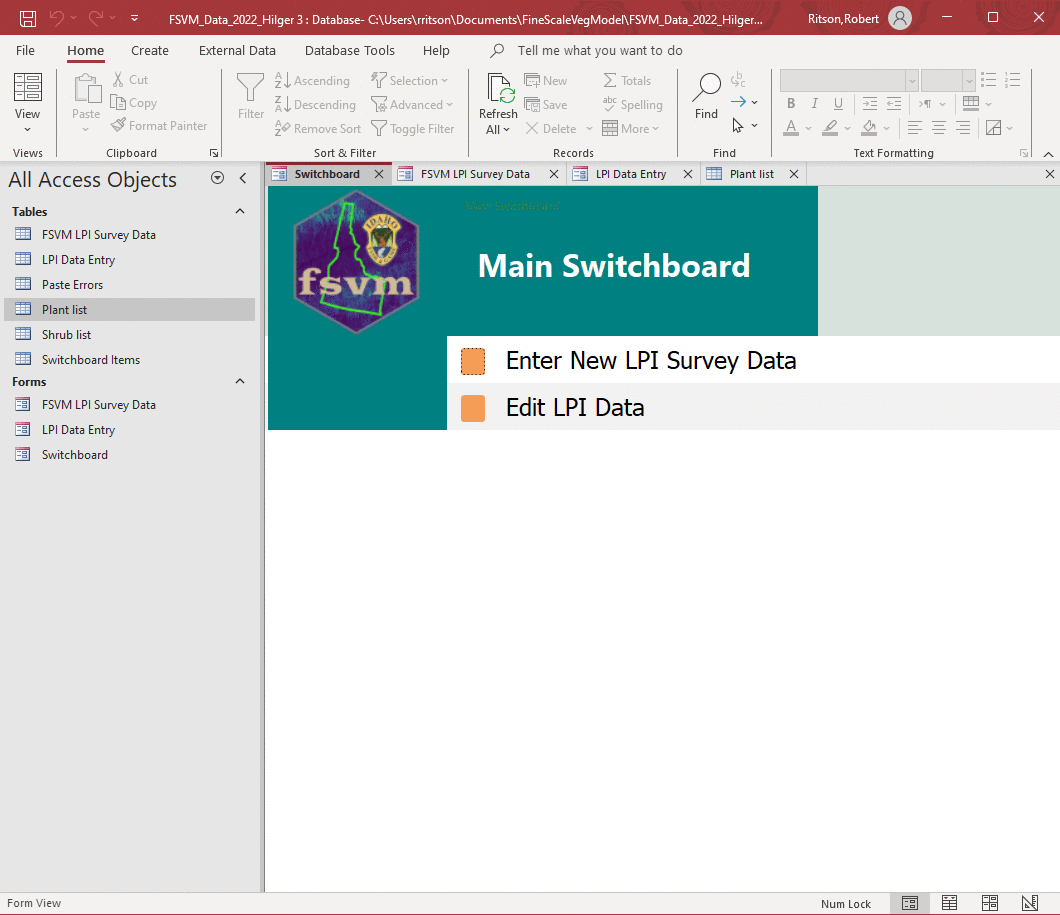 FSVM_Data_2022_Hilger 3 : Database- C:\Users\rritson\Documents\FineScaleVegModel\FSVM_Data_2022_Hilger...
Ritson,Robert
File Home Create External Data Database Tools Help Tell me what you want to do
View
Views
Paste
Cut
Copy
Format Painter
Clipboard
Filter
Ascending
Descending
Remove Sort
Selection
Advanced
Toggle Filter
Sort & Filter
Refresh
All
New
Save
Delete
Totals
Spelling
More
Records
Find
Find
B I U
A
Text Formatting
All Access Objects
Tables
FSVM LPI Survey Data
LPI Data Entry
Paste Errors
Plant list
Shrub list
Switchboard Items
Forms
FSVM LPI Survey Data
LPI Data Entry
Switchboard
Switchboard FSVM LPI Survey Data LPI Data Entry Plant list
IDAHO
fsvm
Main Switchboard
Main Switchboard
Enter New LPI Survey Data
Edit LPI Data
Form View
Num Lock